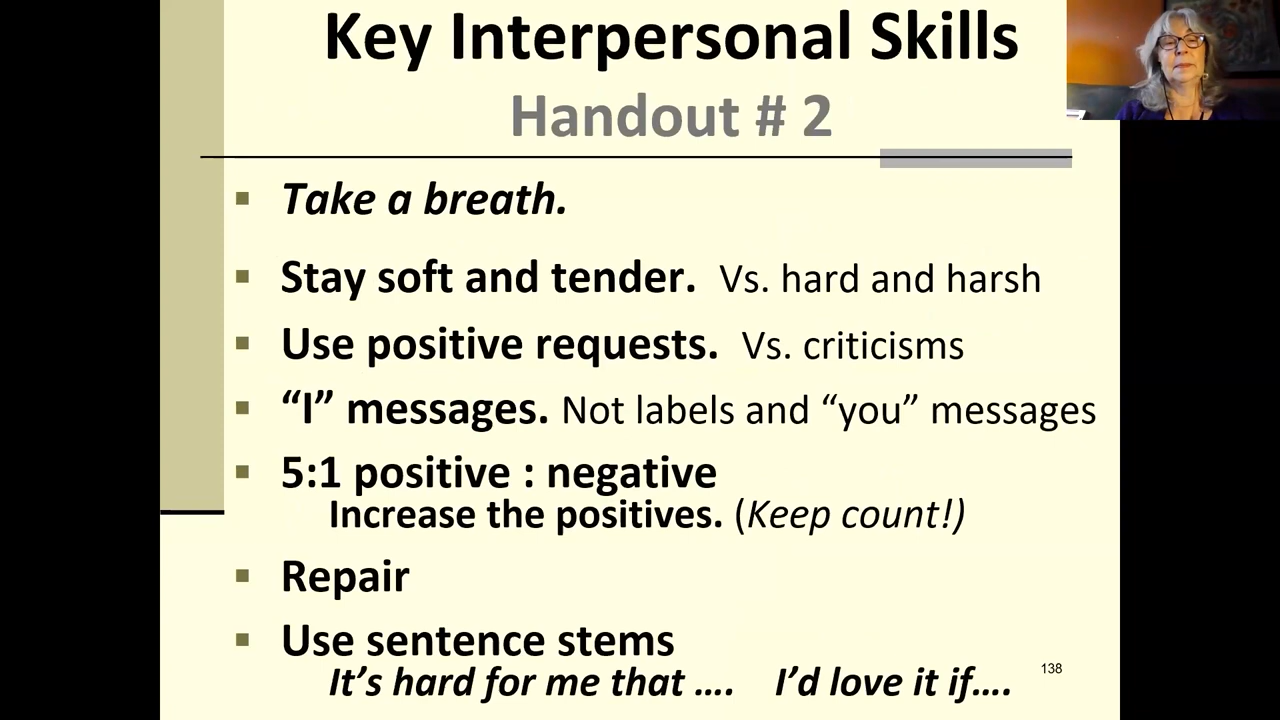 Key Interpersonal Skills
Handout # 2
Take a breath.
Stay soft and tender. Vs. hard and harsh
Use positive requests. Vs. criticisms
“I” messages. Not labels and “you” messages
5:1 positive : negative
Increase the positives. (Keep count!)
Repair
Use sentence stems
It’s hard for me that .... I’d love it if....
138